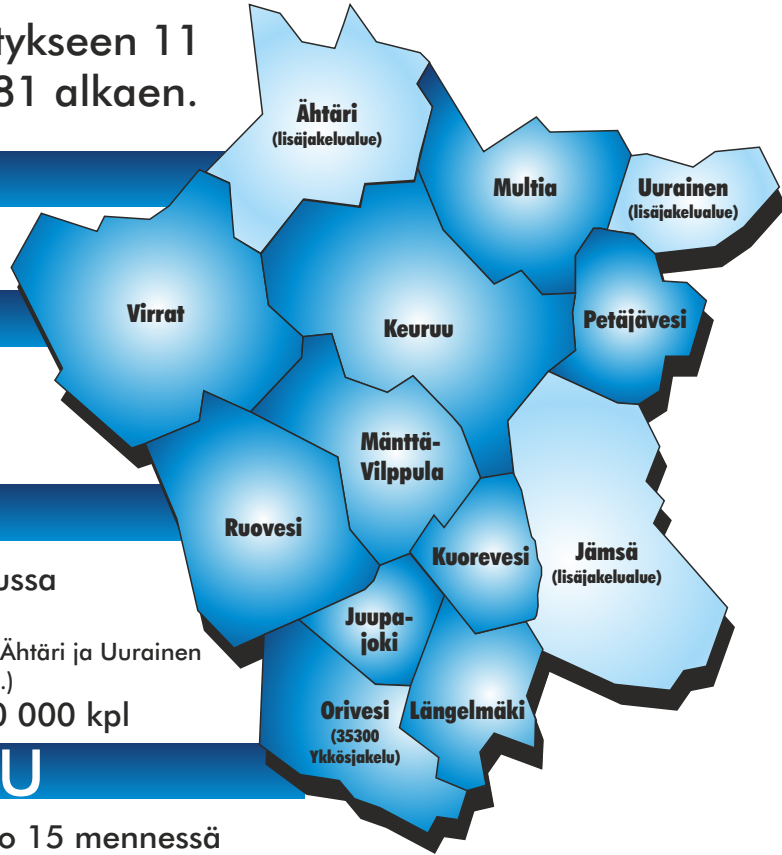 tykseen 11
81 alkaen.
Ähtäri
(lisäjakelualue)
Multia
Uurainen
(lisäjakelualue)
Virrat
Keuruu
Petäjävesi
Mänttä-
Vilppula
Ruovesi
Kuorevesi
Jämsä
(lisäjakelualue)
ussa
Juupa-
joki
Ähtäri ja Uurainen
.)
0 000 kpl
Orivesi
(35300
Ykkösjakelu)
Längelmäki
U
o 15 mennessä